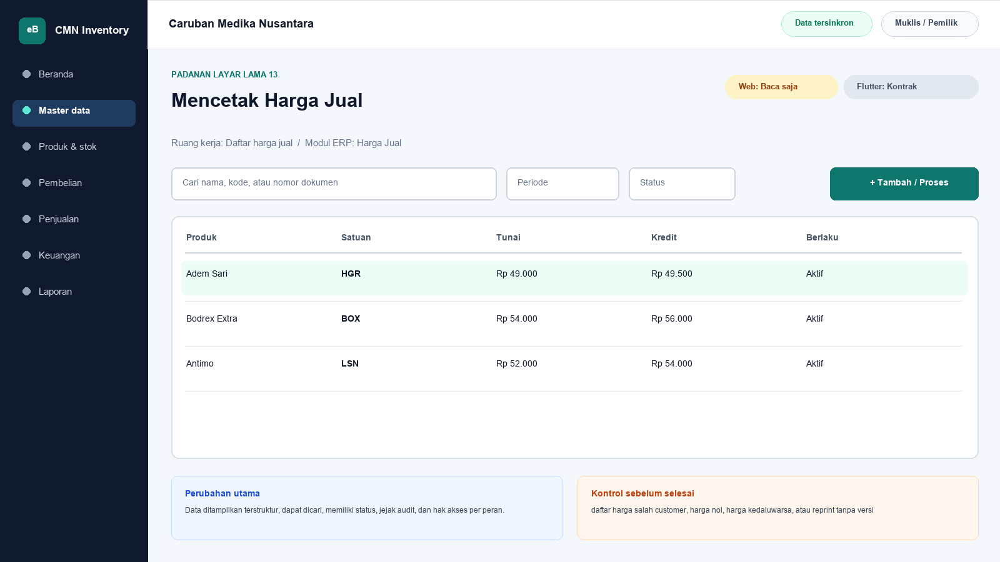 eB
CMN Inventory
Beranda
Master data
Produk & stok
Pembelian
Penjualan
Keuangan
Laporan
Caruban Medika Nusantara
Data tersinkron
Muklis / Pemilik
PADANAN LAYAR LAMA 13
Mencetak Harga Jual
Web: Baca saja
Flutter: Kontrak
Ruang kerja: Daftar harga jual / Modul ERP: Harga Jual
Cari nama, kode, atau nomor dokumen
Periode
Status
+ Tambah / Proses
Produk Satuan Tunai Kredit Berlaku
Adem Sari HGR Rp 49.000 Rp 49.500 Aktif
Bodrex Extra BOX Rp 54.000 Rp 56.000 Aktif
Antimo LSN Rp 52.000 Rp 54.000 Aktif
Perubahan utama
Data ditampilkan terstruktur, dapat dicari, memiliki status, jejak audit, dan hak akses per peran.
Kontrol sebelum selesai
daftar harga salah customer, harga nol, harga kedaluwarsa, atau reprint tanpa versi